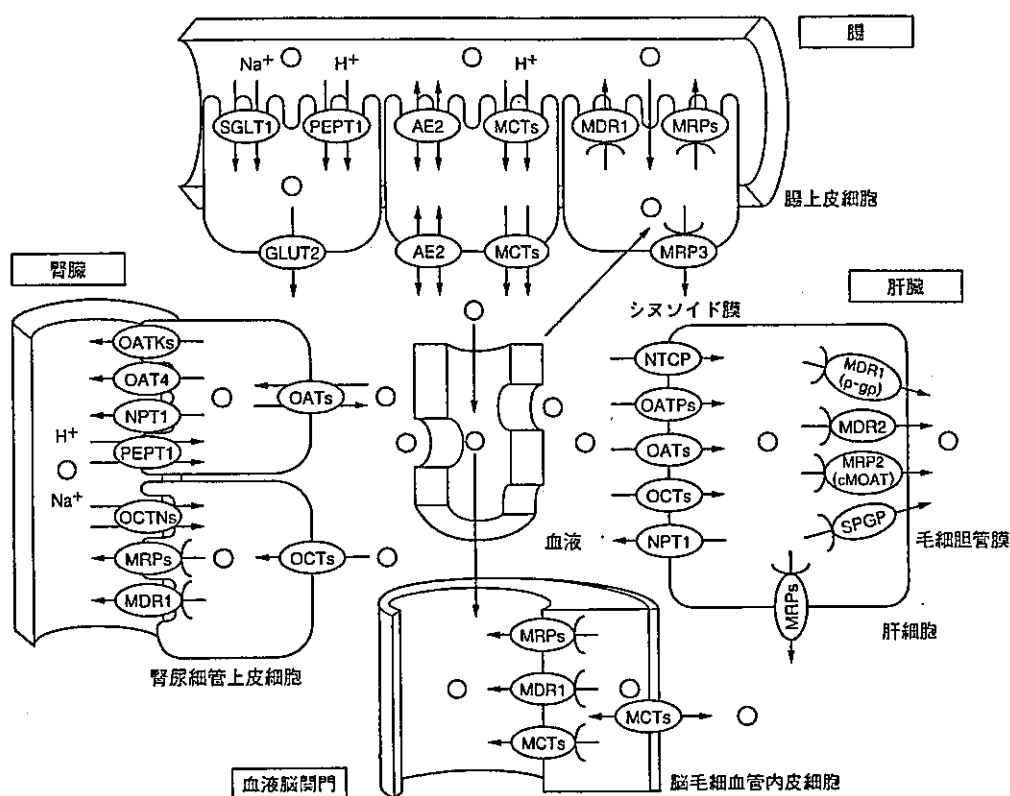 腸
Na⁺
H⁺
H⁺
SGLT1
PEPT1
AE2
MCTs
MDR1
MRPs
腸上皮細胞
GLUT2
AE2
MCTs
MRP3
腎臓
OATKs
OAT4
NPT1
H⁺
PEPT1
Na⁺
OCTNs
MRPs
MDR1
OATs
OCTs
腎尿細管上皮細胞
血液
肝臓
シヌソイド膜
NTCP
OATPs
OATs
OCTs
NPT1
MDR1
(p-gp)
MDR2
MRP2
(cMOAT)
SPGP
毛細胆管膜
MRPs
肝細胞
MRPs
MDR1
MCTs
MCTs
血液脳関門
脳毛細血管内皮細胞